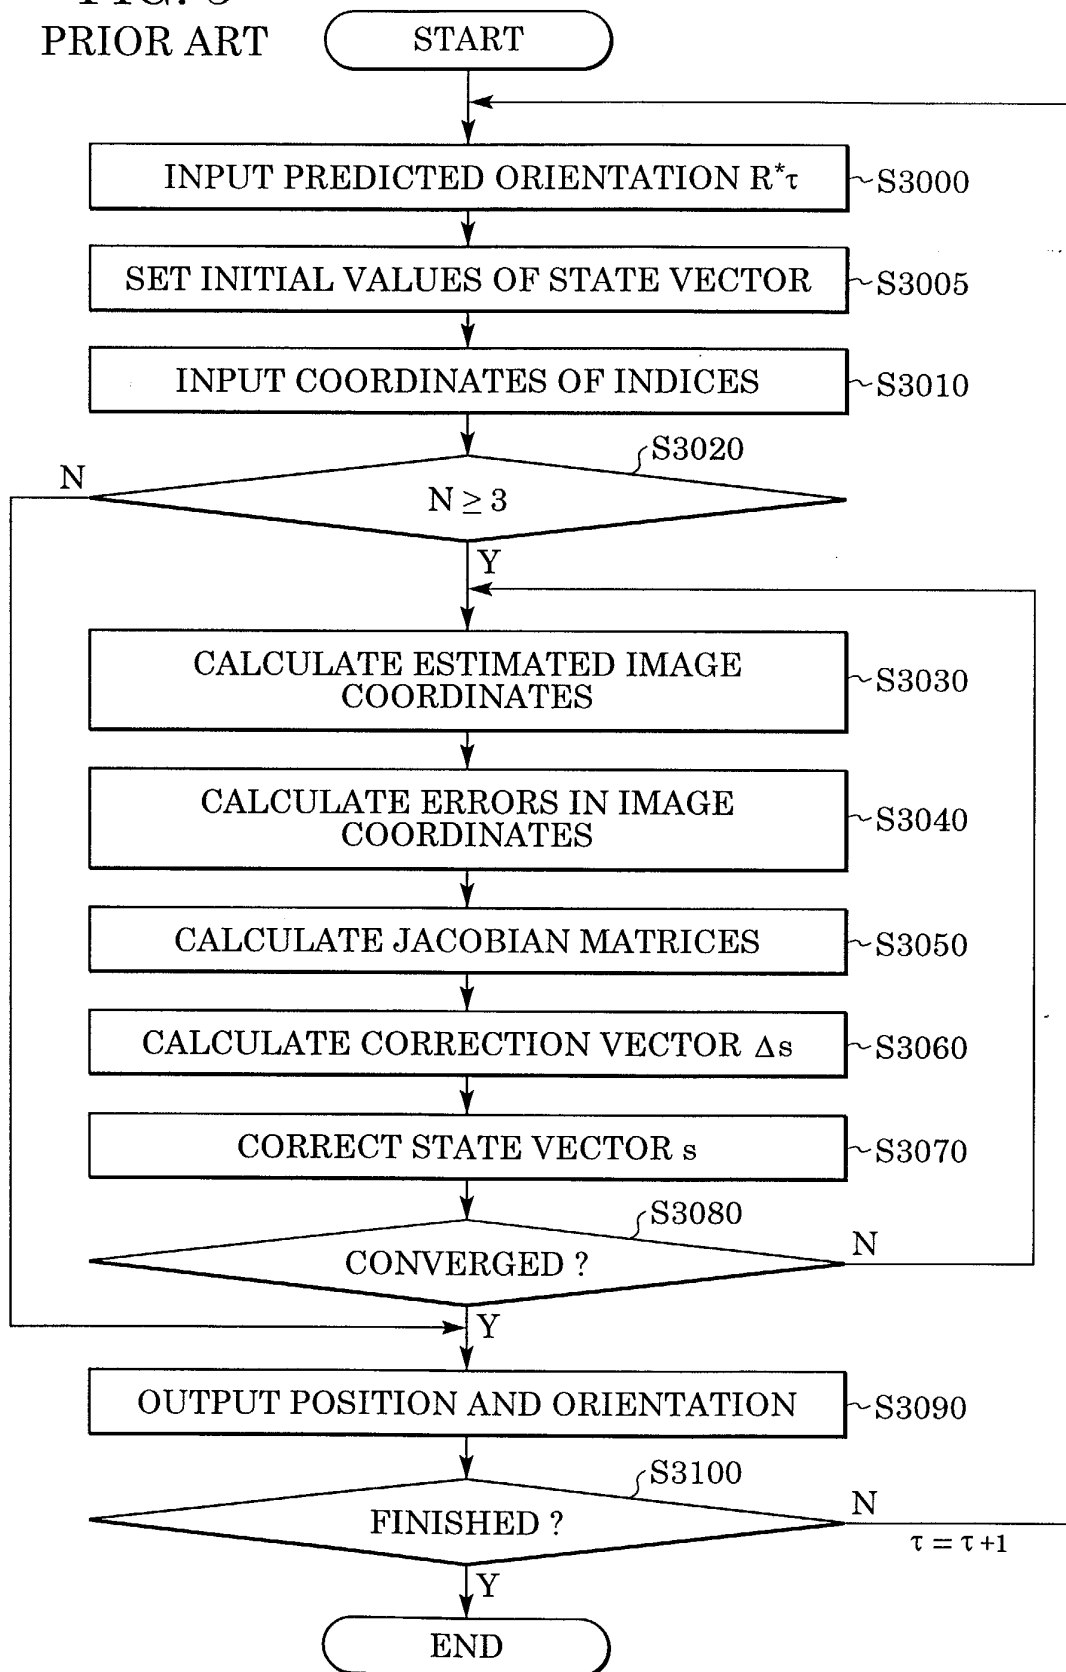 PRIOR ART
START
INPUT PREDICTED ORIENTATION R*τ
S3000
SET INITIAL VALUES OF STATE VECTOR
S3005
INPUT COORDINATES OF INDICES
S3010
S3020
N
N ≥ 3
Y
CALCULATE ESTIMATED IMAGE
COORDINATES
S3030
CALCULATE ERRORS IN IMAGE
COORDINATES
S3040
CALCULATE JACOBIAN MATRICES
S3050
CALCULATE CORRECTION VECTOR Δs
S3060
CORRECT STATE VECTOR s
S3070
S3080
CONVERGED ?
N
Y
OUTPUT POSITION AND ORIENTATION
S3090
S3100
FINISHED ?
N
τ = τ +1
Y
END